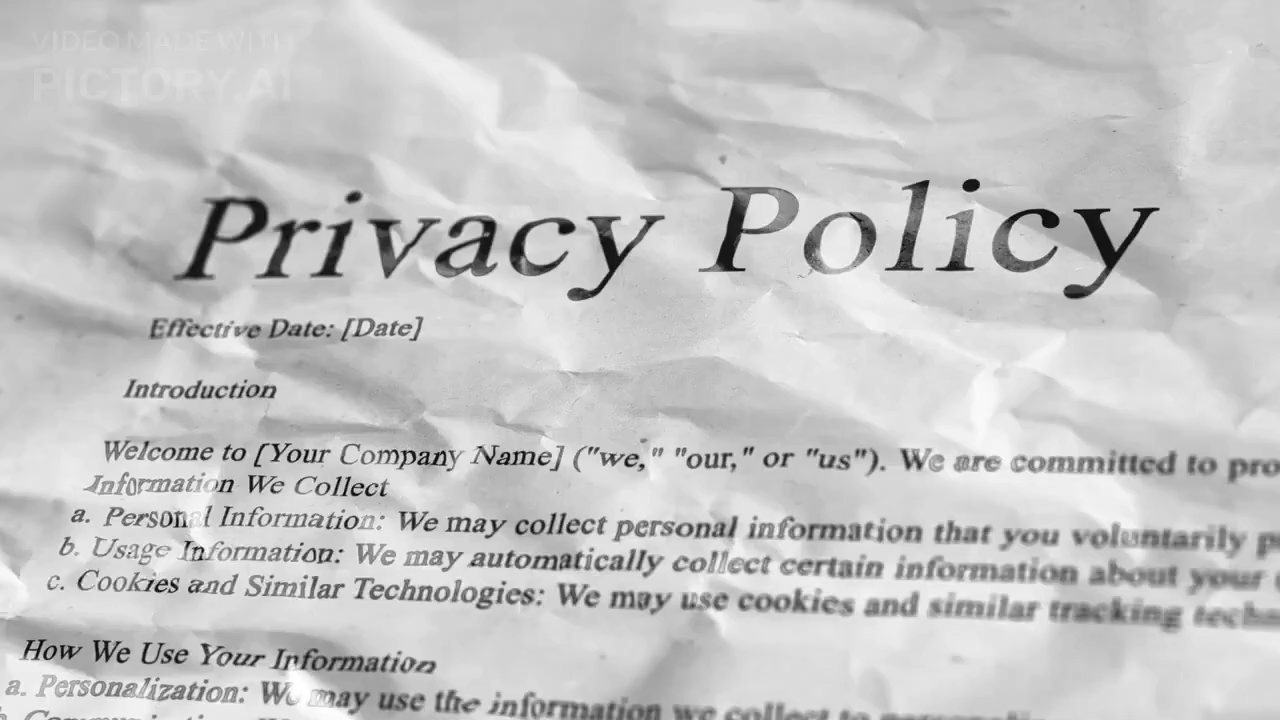 VIDEO MADE WITH
PICTORY.AI
Privacy Policy
Effective Date: [Date]
Introduction
Welcome to [Your Company Name] ("we," "our," or "us"). We are committed to
Information We Collect
a. Personal Information: We may collect personal information that you voluntarily
b. Usage Information: We may automatically collect certain information about your
c. Cookies and Similar Technologies: We may use cookies and similar tracking
How We Use Your Information
a. Personalization: We may use the information we collect to